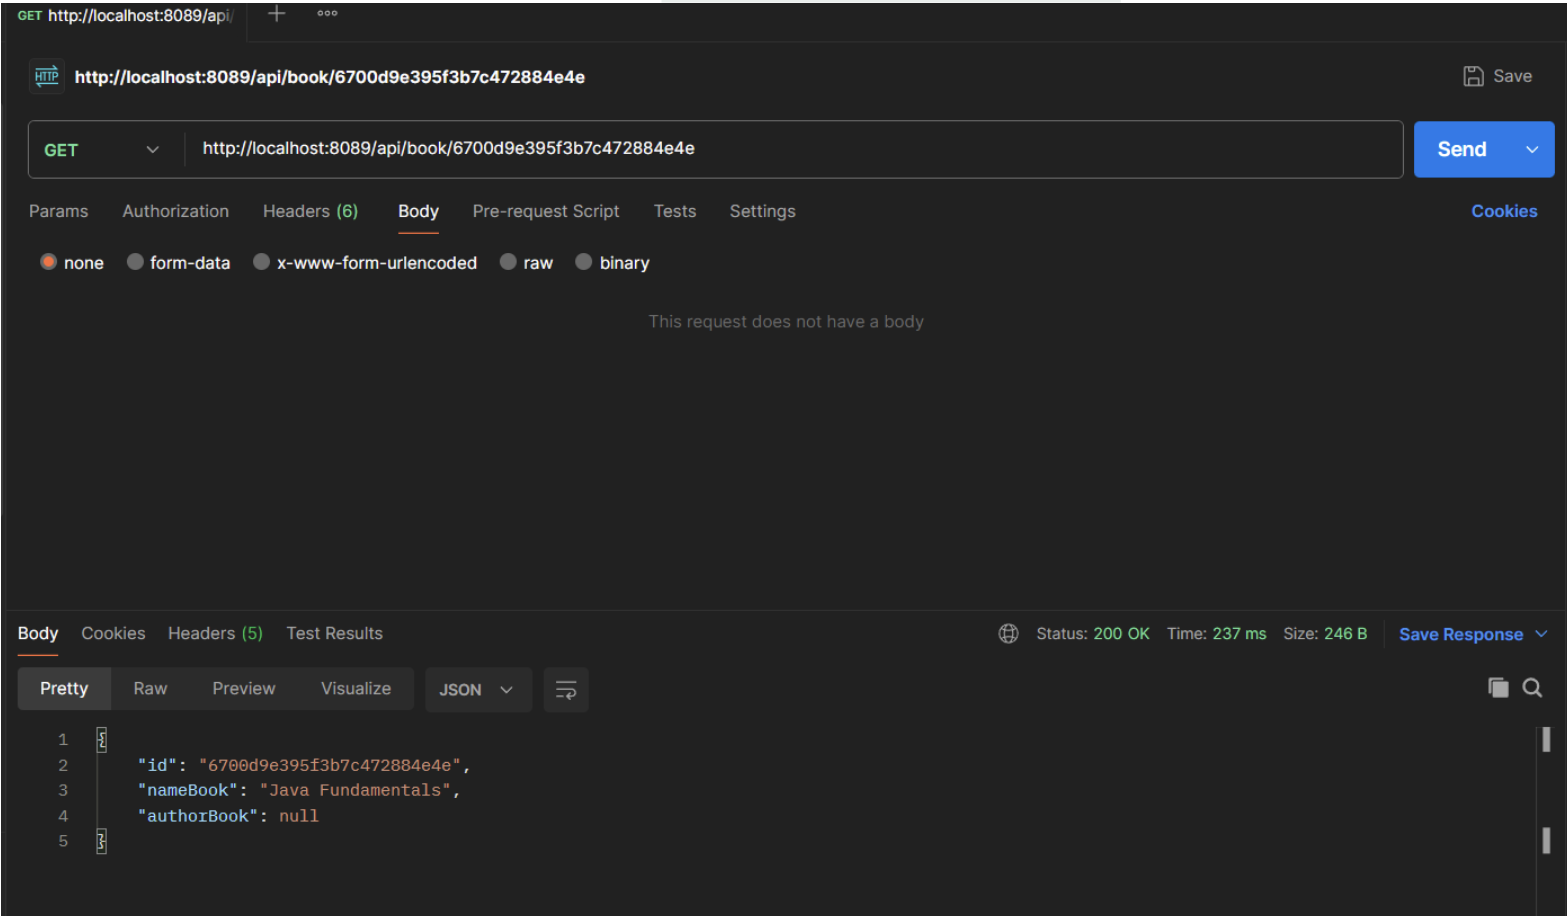 GET http://localhost:8089/api/
HTTP http://localhost:8089/api/book/6700d9e395f3b7c472884e4e Save
GET http://localhost:8089/api/book/6700d9e395f3b7c472884e4e Send
Params Authorization Headers (6) Body Pre-request Script Tests Settings Cookies
none form-data x-www-form-urlencoded raw binary
This request does not have a body
Body Cookies Headers (5) Test Results Status: 200 OK Time: 237 ms Size: 246 B Save Response
Pretty Raw Preview Visualize JSON
1 {
2 "id": "6700d9e395f3b7c472884e4e",
3 "nameBook": "Java Fundamentals",
4 "authorBook": null
5 }